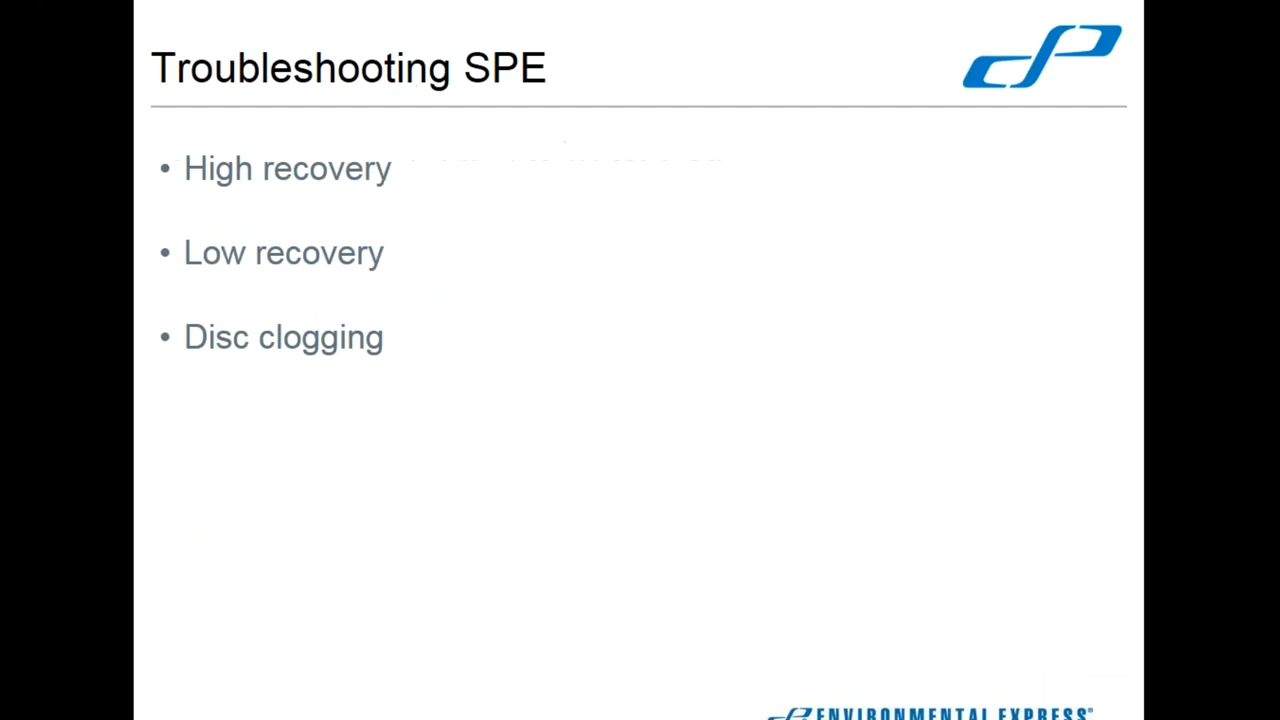 Troubleshooting SPE
• High recovery
• Low recovery
• Disc clogging
ENVIRONMENTAL EXPRESS®